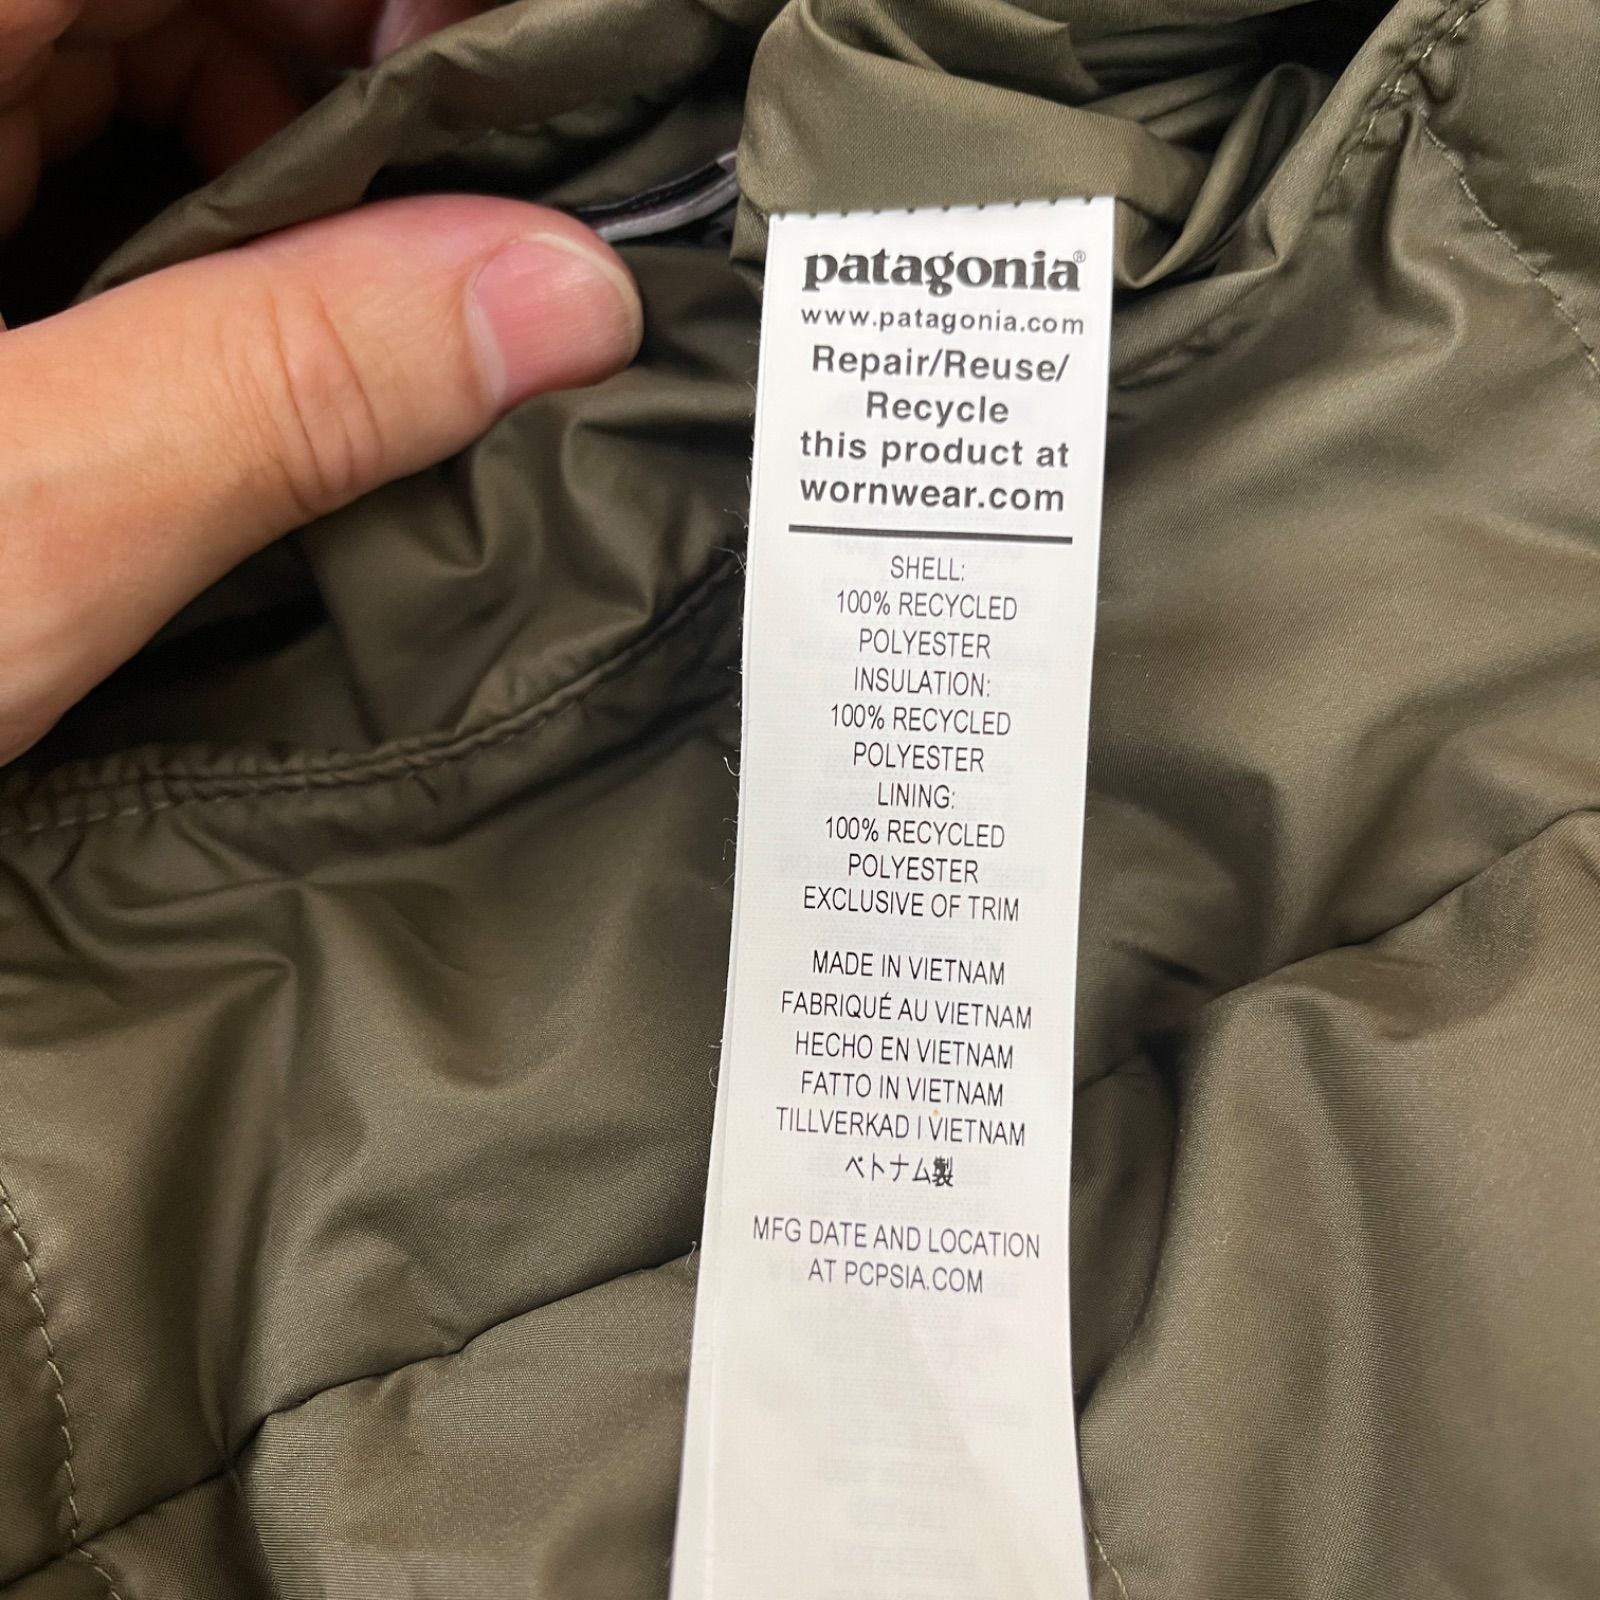 patagonia®
www.patagonia.com
Repair/Reuse/
Recycle
this product at
wornwear.com
SHELL:
100% RECYCLED
POLYESTER
INSULATION:
100% RECYCLED
POLYESTER
LINING:
100% RECYCLED
POLYESTER
EXCLUSIVE OF TRIM
MADE IN VIETNAM
FABRIQUÉ AU VIETNAM
HECHO EN VIETNAM
FATTO IN VIETNAM
TILLVERKAD I VIETNAM
ベトナム製
MFG DATE AND LOCATION
AT PCPSIA.COM